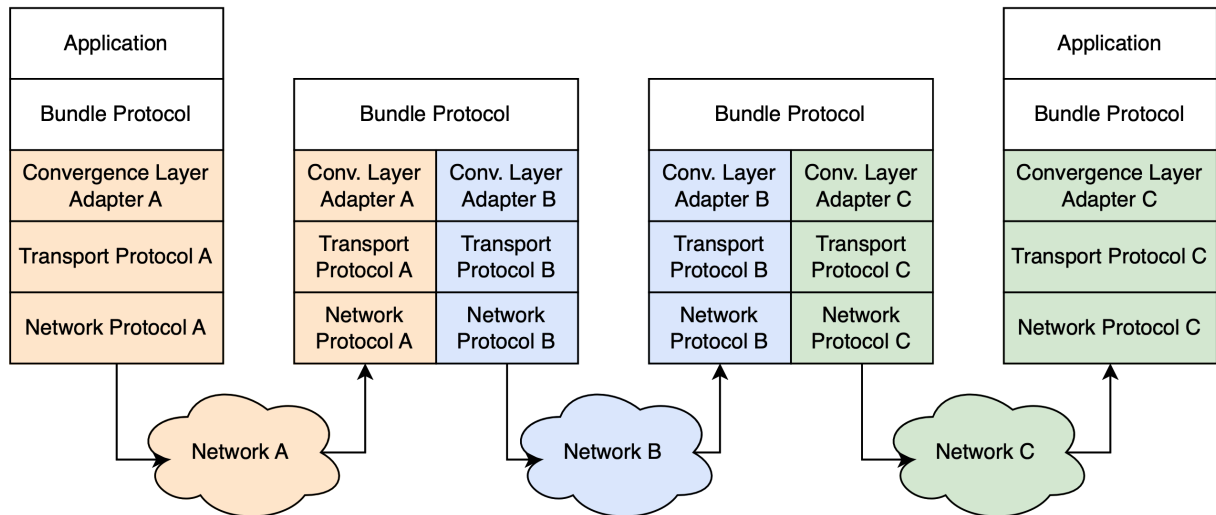 Application
Bundle Protocol
Convergence Layer
Adapter A
Transport Protocol A
Network Protocol A
Bundle Protocol
Conv. Layer
Adapter A
Conv. Layer
Adapter B
Transport
Protocol A
Transport
Protocol B
Network
Protocol A
Network
Protocol B
Bundle Protocol
Conv. Layer
Adapter B
Conv. Layer
Adapter C
Transport
Protocol B
Transport
Protocol C
Network
Protocol B
Network
Protocol C
Application
Bundle Protocol
Convergence Layer
Adapter C
Transport Protocol C
Network Protocol C
Network A
Network B
Network C